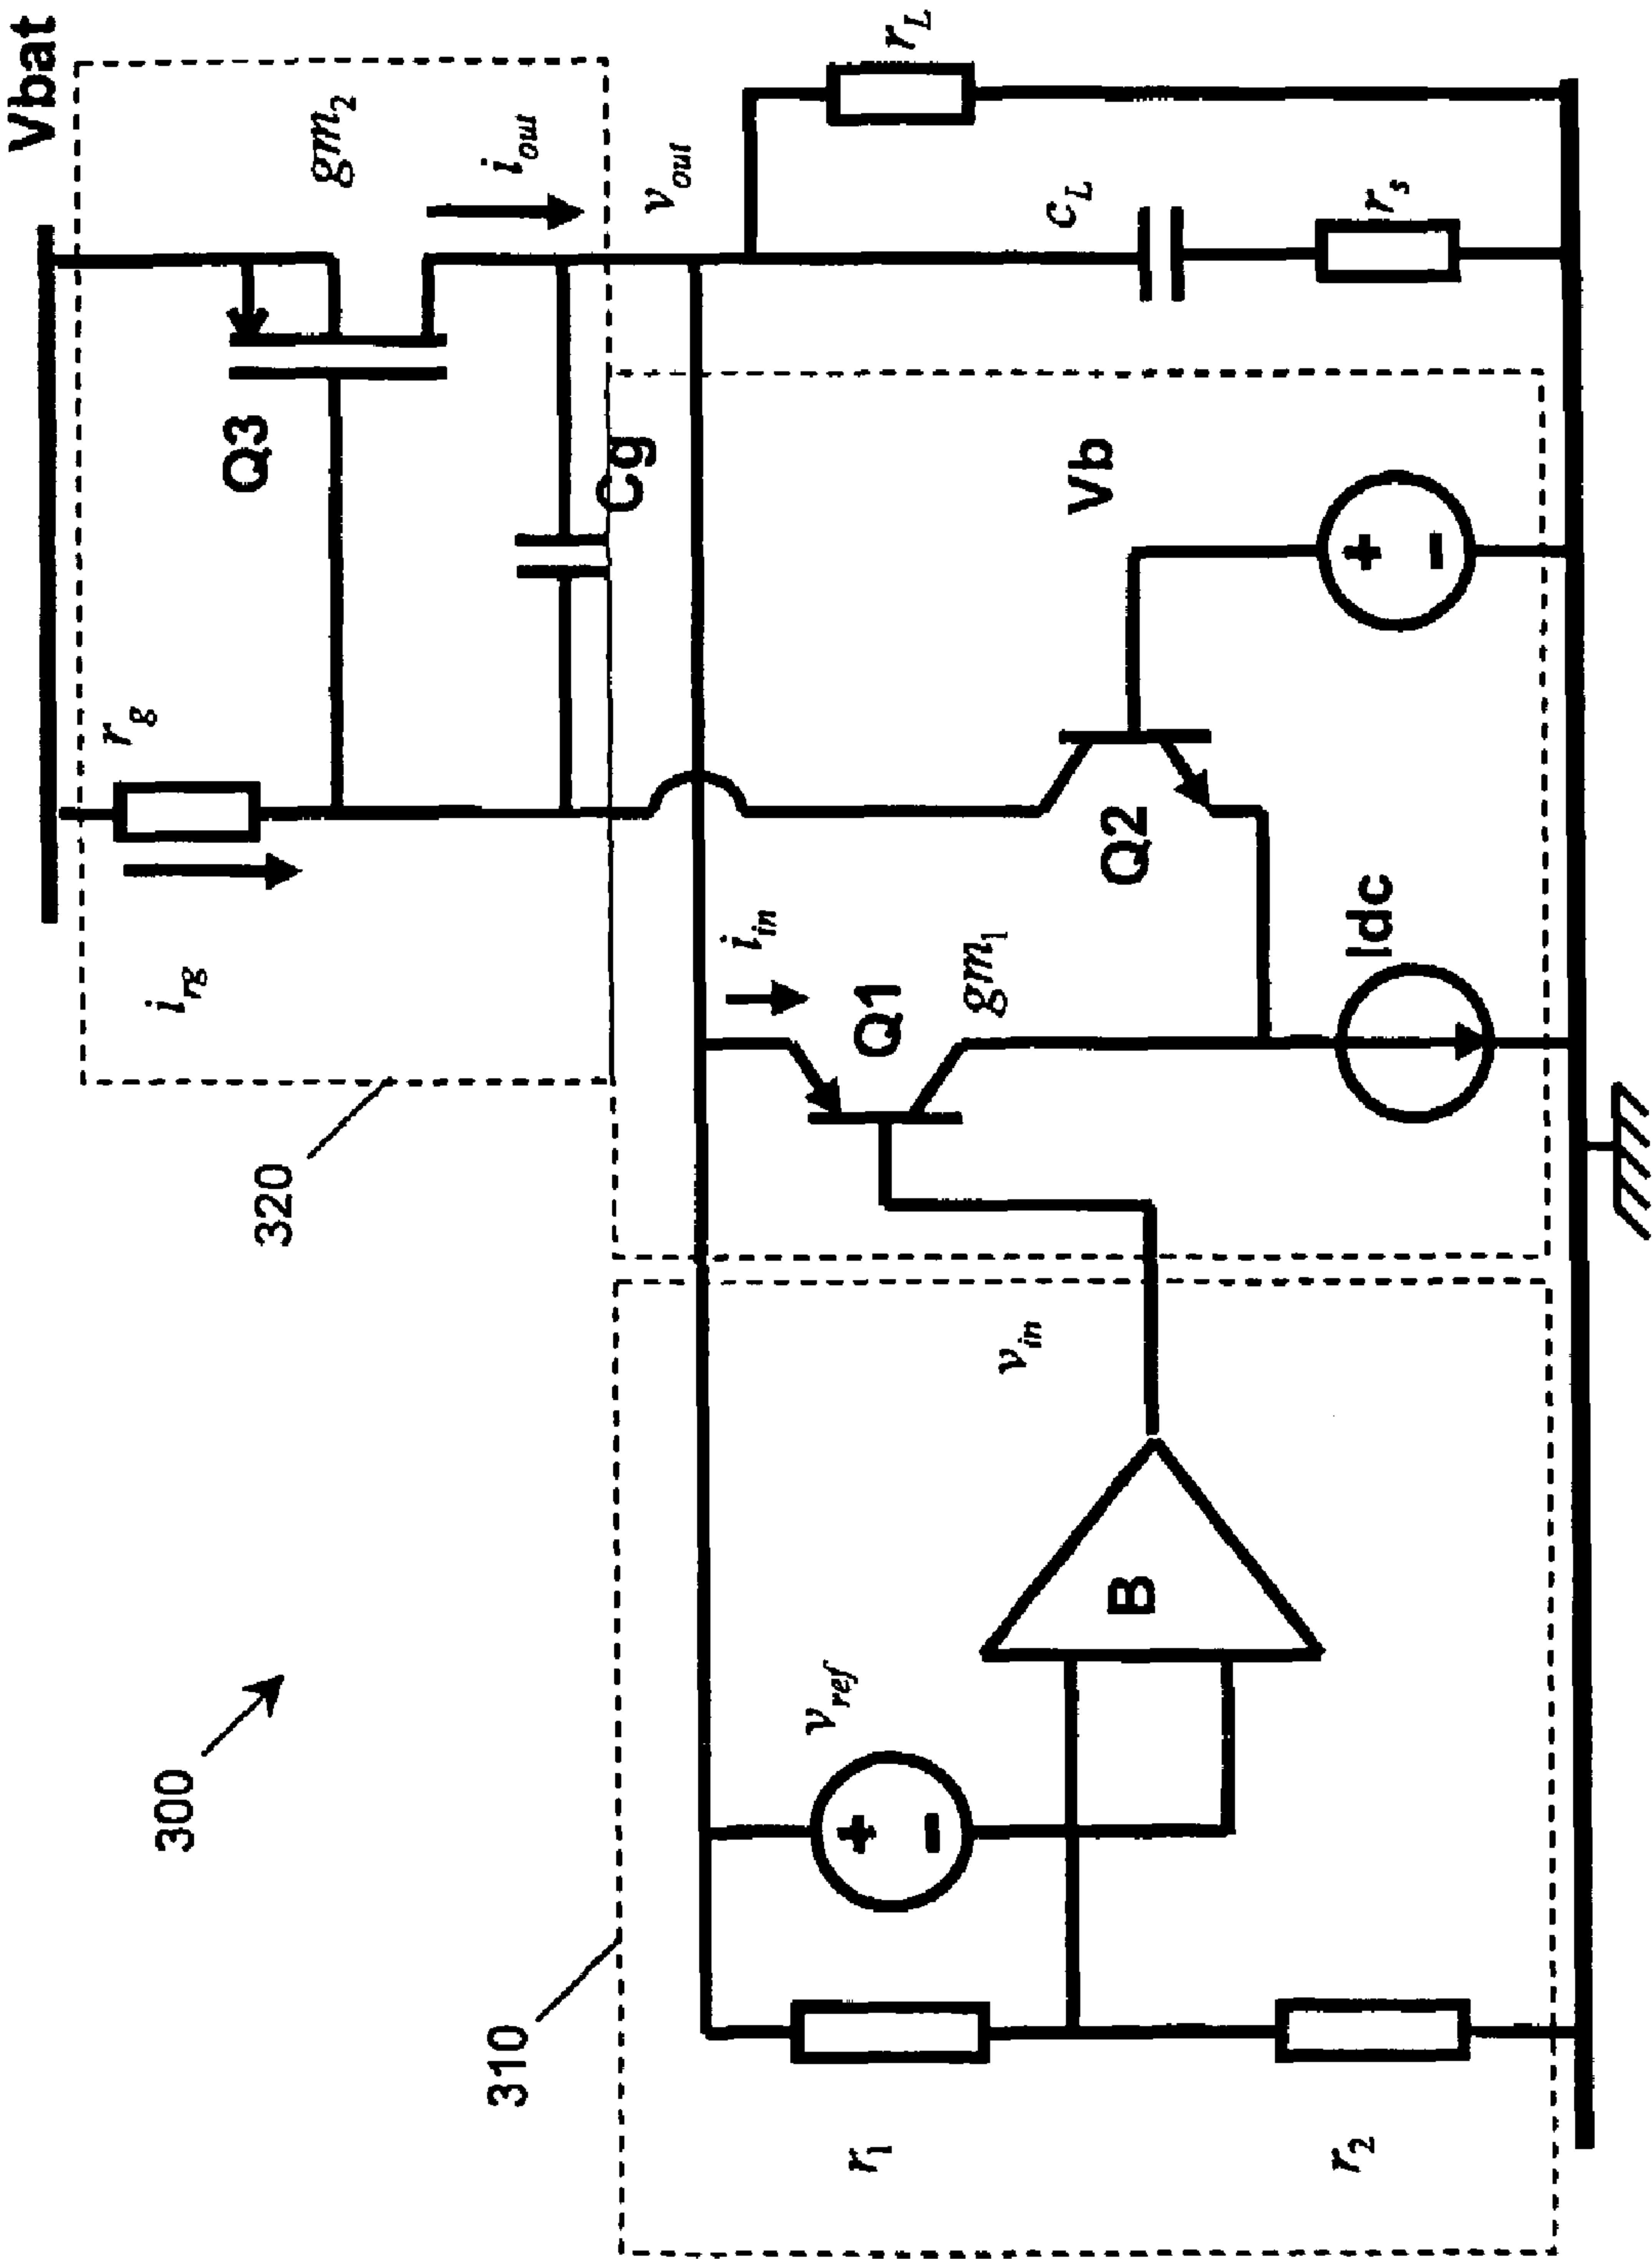 Vbat
gm2
iout
Q3
rg
irg
Cg
320
vout
rL
cL
rs
Vb
Q2
Idc
iin
gm1
Q1
vin
B
vref
300
310
r1
r2
+
-
+
-